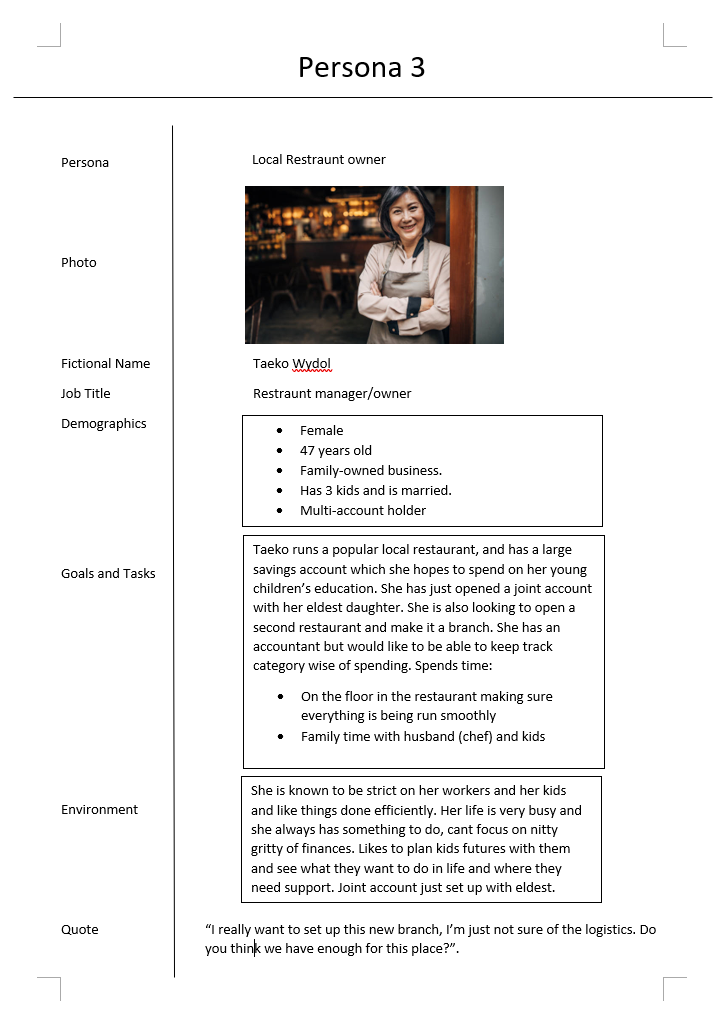 Persona 3
Persona
Local Restraunt owner
Photo
Fictional Name
Taeko Wydol
Job Title
Restraunt manager/owner
Demographics
• Female
• 47 years old
• Family-owned business.
• Has 3 kids and is married.
• Multi-account holder
Goals and Tasks
Taeko runs a popular local restaurant, and has a large
savings account which she hopes to spend on her young
children’s education. She has just opened a joint account
with her eldest daughter. She is also looking to open a
second restaurant and make it a branch. She has an
accountant but would like to be able to keep track
category wise of spending. Spends time:
• On the floor in the restaurant making sure
everything is being run smoothly
• Family time with husband (chef) and kids
Environment
She is known to be strict on her workers and her kids
and like things done efficiently. Her life is very busy and
she always has something to do, cant focus on nitty
gritty of finances. Likes to plan kids futures with them
and see what they want to do in life and where they
need support. Joint account just set up with eldest.
Quote
“I really want to set up this new branch, I’m just not sure of the logistics. Do
you think we have enough for this place?”.